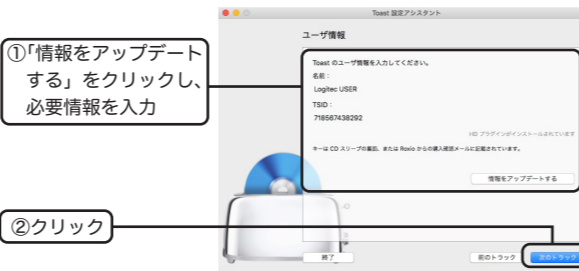 Toast 設定アシスタント
ユーザ情報
①「情報をアップデート
する」をクリックし、
必要情報を入力
Toast のユーザ情報を入力してください。
名前：
Logitec USER
TSID：
718567438292
HD プラグインがインストールされています
キーは CD スリーブの裏面、または Roxio からの購入確認メールに記載されています。
情報をアップデートする
②クリック
終了
前のトラック
次のトラック